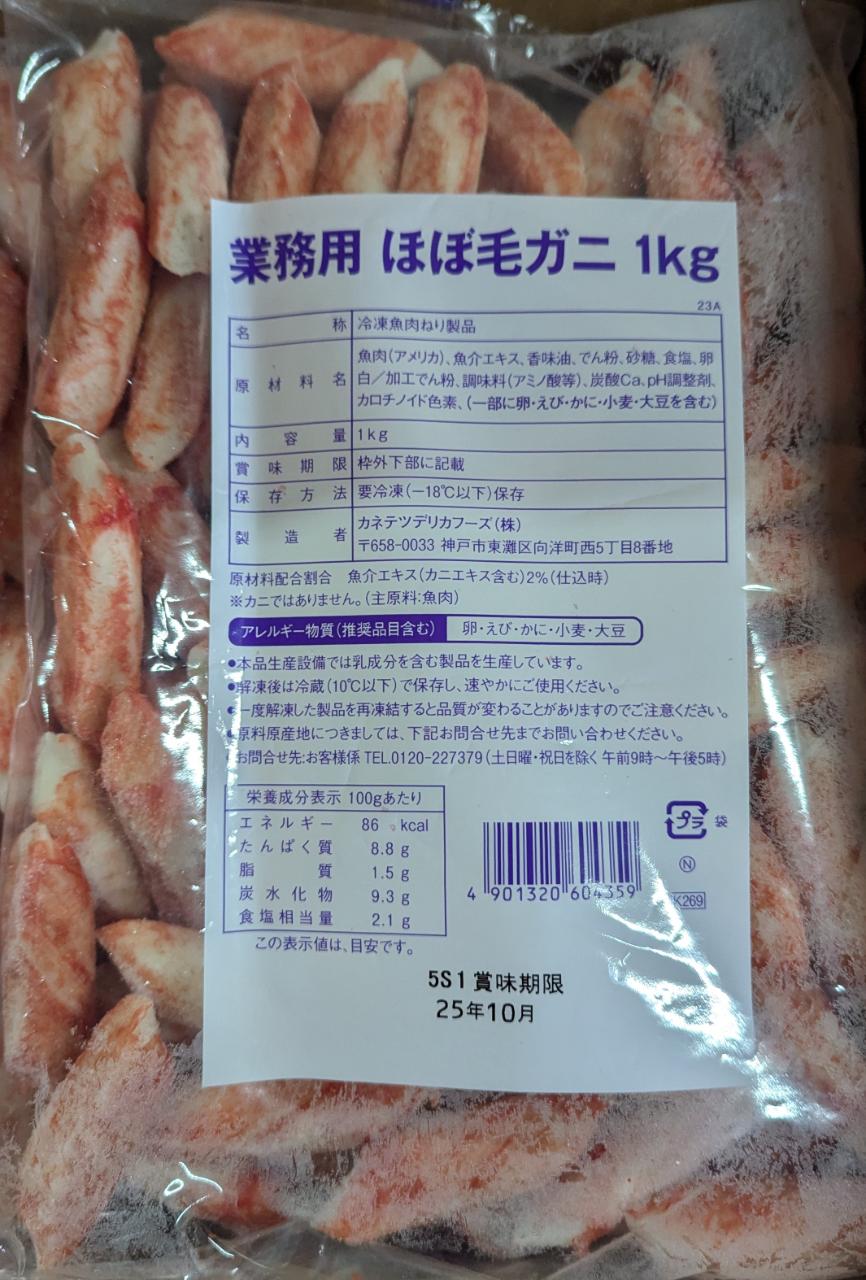 業務用 ほぼ毛ガニ 1kg
23A
名称 冷凍魚肉ねり製品
原材料名 魚肉(アメリカ)、魚介エキス、香味油、でん粉、砂糖、食塩、卵
白/加工でん粉、調味料(アミノ酸等)、炭酸Ca、pH調整剤、
カロチノイド色素、(一部に卵・えび・かに・小麦・大豆を含む)
内容量 1kg
賞味期限 枠外下部に記載
保存方法 要冷凍(−18℃以下)保存
製造者 カネテツデリカフーズ(株)
〒658-0033 神戸市東灘区向洋町西5丁目8番地
原材料配合割合 魚介エキス(カニエキス含む)2%(仕込時)
※カニではありません。(主原料:魚肉)
アレルギー物質(推奨品目含む) 卵・えび・かに・小麦・大豆
●本品生産設備では乳成分を含む製品を生産しています。
●解凍後は冷蔵(10℃以下)で保存し、速やかにご使用ください。
●一度解凍した製品を再凍結すると品質が変わることがありますのでご注意ください。
●原料原産地につきましては、下記お問合せ先までお問い合わせください。
お問合せ先:お客様係 TEL.0120-227379(土日曜・祝日を除く 午前9時〜午後5時)
栄養成分表示 100gあたり
エネルギー 86 kcal
たんぱく質 8.8 g
脂質 1.5 g
炭水化物 9.3 g
食塩相当量 2.1 g
この表示値は、目安です。
プラ 袋
N
K269
4 901320 604359
5S1 賞味期限
25年10月